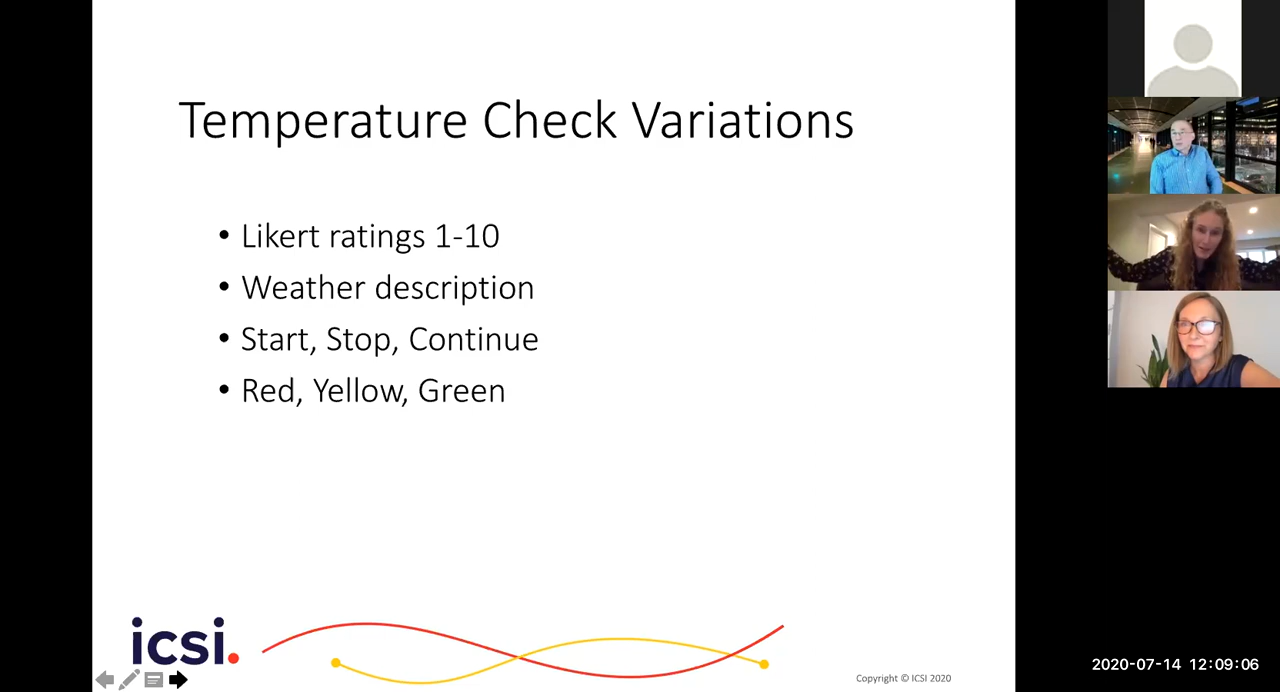 Temperature Check Variations
• Likert ratings 1-10
• Weather description
• Start, Stop, Continue
• Red, Yellow, Green
icsi.
Copyright © ICSI 2020
2020-07-14 12:09:06